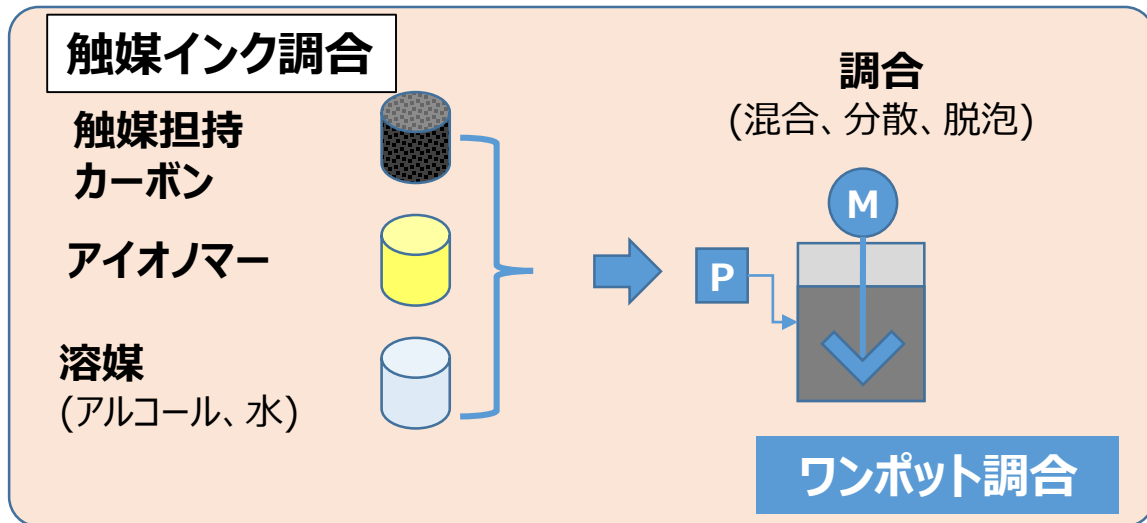 触媒インク調合
触媒担持
カーボン
アイオノマー
溶媒
(アルコール、水)
調合
(混合、分散、脱泡)
M
P
ワンポット調合